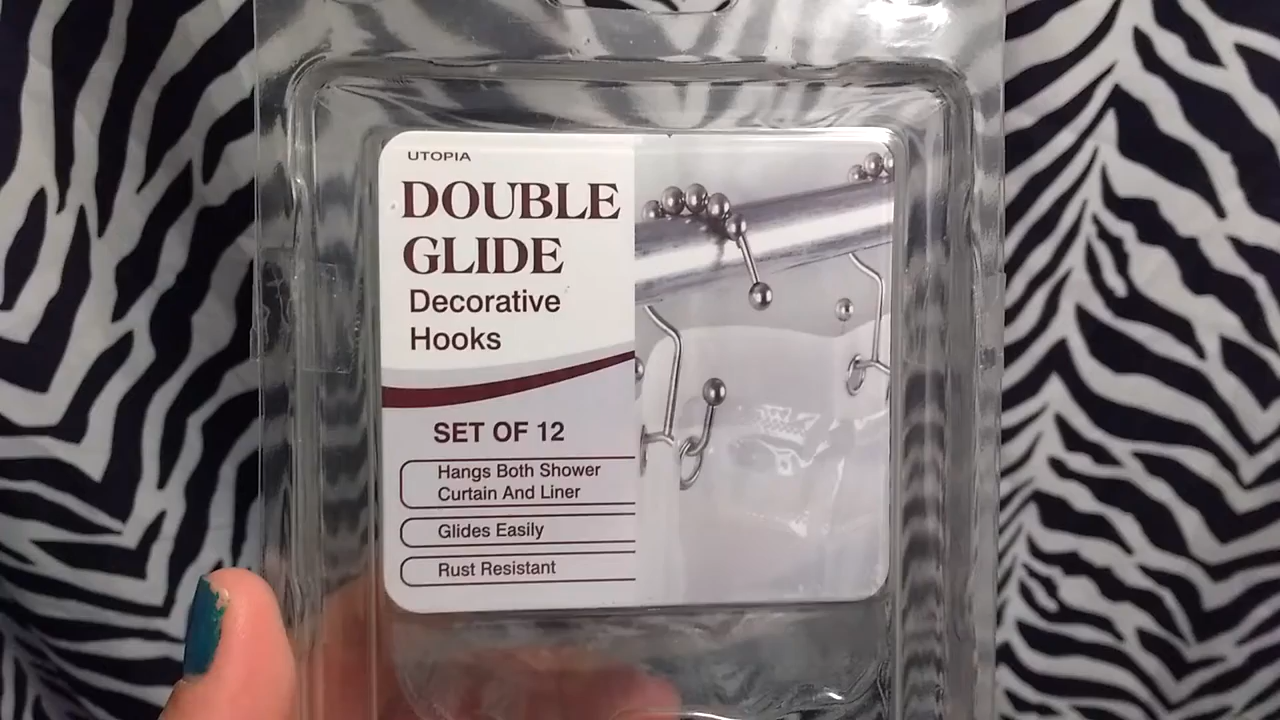 UTOPIA
DOUBLE
GLIDE
Decorative
Hooks
SET OF 12
Hangs Both Shower
Curtain And Liner
Glides Easily
Rust Resistant